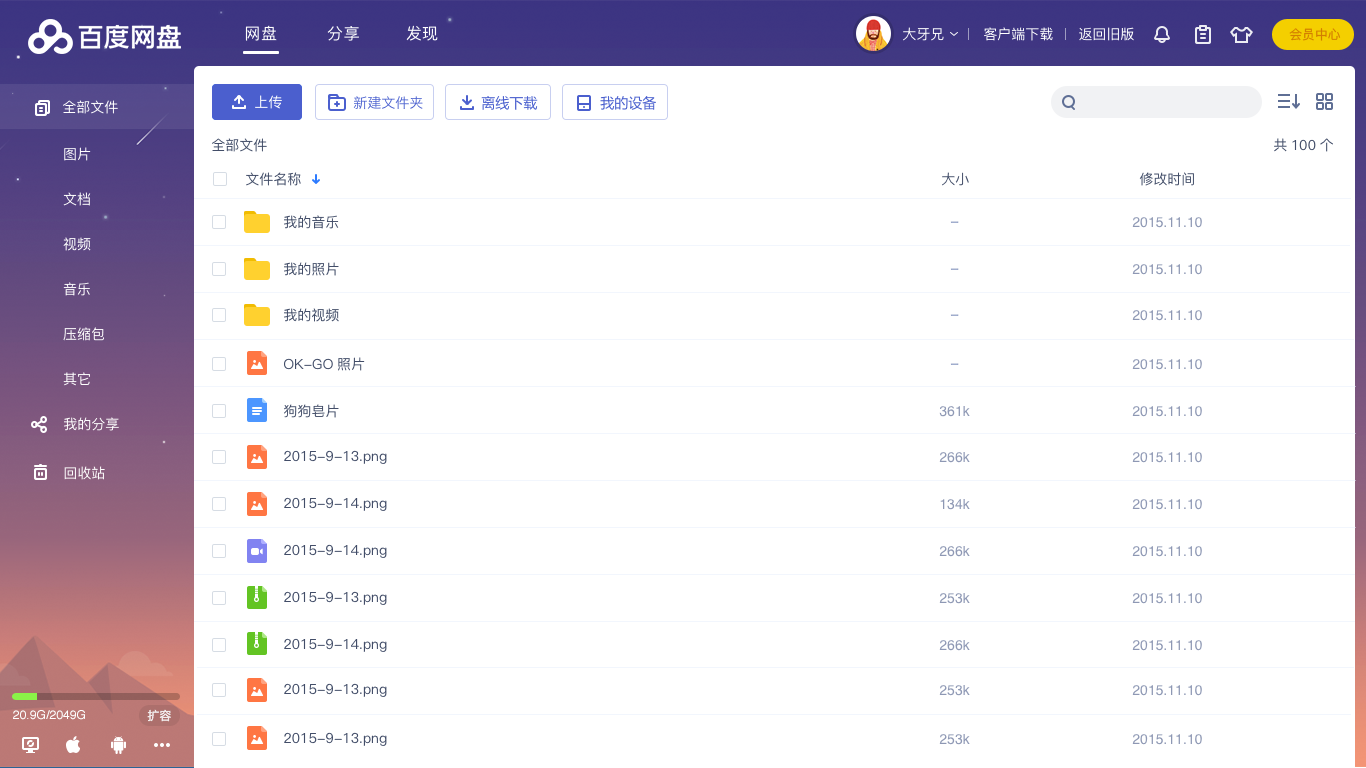 百度网盘 网盘 分享 发现 大牙兄 客户端下载 返回旧版 会员中心
全部文件
图片
文档
视频
音乐
压缩包
其它
我的分享
回收站
20.9G/2049G 扩容
上传 新建文件夹 离线下载 我的设备
全部文件 共 100 个
文件名称 大小 修改时间
我的音乐 – 2015.11.10
我的照片 – 2015.11.10
我的视频 – 2015.11.10
OK–GO 照片 – 2015.11.10
狗狗皂片 361k 2015.11.10
2015–9–13.png 266k 2015.11.10
2015–9–14.png 134k 2015.11.10
2015–9–14.png 266k 2015.11.10
2015–9–13.png 253k 2015.11.10
2015–9–14.png 266k 2015.11.10
2015–9–13.png 253k 2015.11.10
2015–9–13.png 253k 2015.11.10